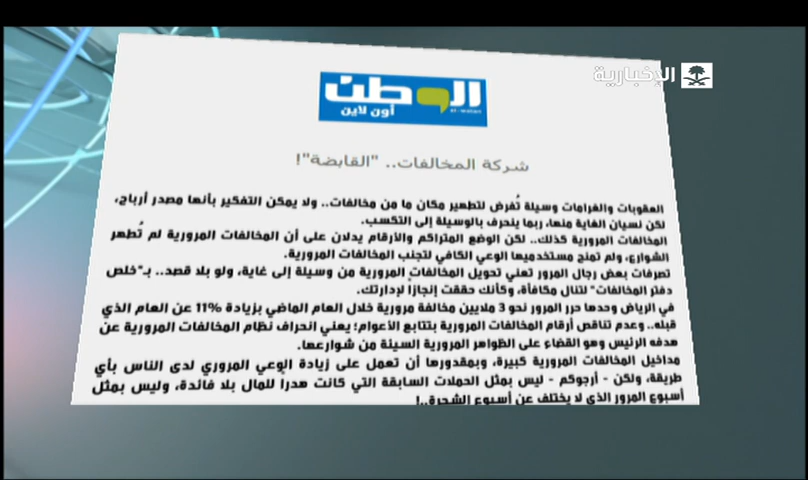 الإخبارية
الوطن
al-watan
أون لاين
شركة المخالفات.. "القابضة"!
العقوبات والغرامات وسيلة تُفرض لتطهير مكان ما من مخالفات.. ولا يمكن التفكير بأنها مصدر أرباح،
لكن نسيان الغاية منها، ربما ينحرف بالوسيلة إلى التكسب.
المخالفات المرورية كذلك.. لكن الوضع المتراكم والأرقام يدلان على أن المخالفات المرورية لم تُطهر
الشوارع، ولم تمنح مستخدميها الوعي الكافي لتجنب المخالفات المرورية.
تصرفات بعض رجال المرور تعني تحويل المخالفات المرورية من وسيلة إلى غاية، ولو بلا قصد.. بـ"خلص
دفتر المخالفات" لتنال مكافأة، وكأنك حققت إنجازاً لإدارتك.
في الرياض وحدها حرر المرور نحو 3 ملايين مخالفة مرورية خلال العام الماضي بزيادة 11% عن العام الذي
قبله.. وعدم تناقص أرقام المخالفات المرورية بتتابع الأعوام؛ يعني انحراف نظام المخالفات المرورية عن
هدفه الرئيس وهو القضاء على الظواهر المرورية السيئة من شوارعها.
مداخيل المخالفات المرورية كبيرة، وبمقدورها أن تعمل على زيادة الوعي المروري لدى الناس بأي
طريقة، ولكن - أرجوكم - ليس بمثل الحملات السابقة التي كانت هدراً للمال بلا فائدة، وليس بمثل
أسبوع المرور الذي لا يختلف عن أسبوع الشجرة..!